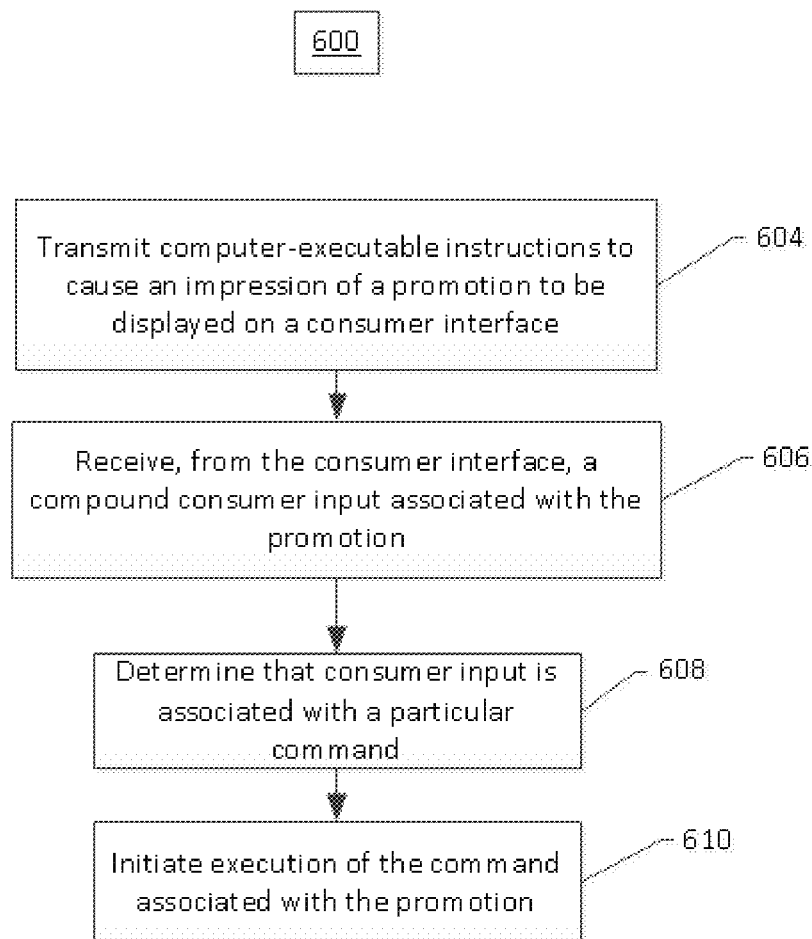 600
Transmit computer-executable instructions to
cause an impression of a promotion to be
displayed on a consumer interface
604
Receive, from the consumer interface, a
compound consumer input associated with the
promotion
606
Determine that consumer input is
associated with a particular
command
608
Initiate execution of the command
associated with the promotion
610